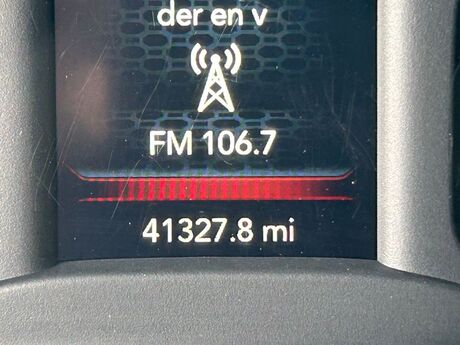 der en v
FM 106.7
41327.8 mi